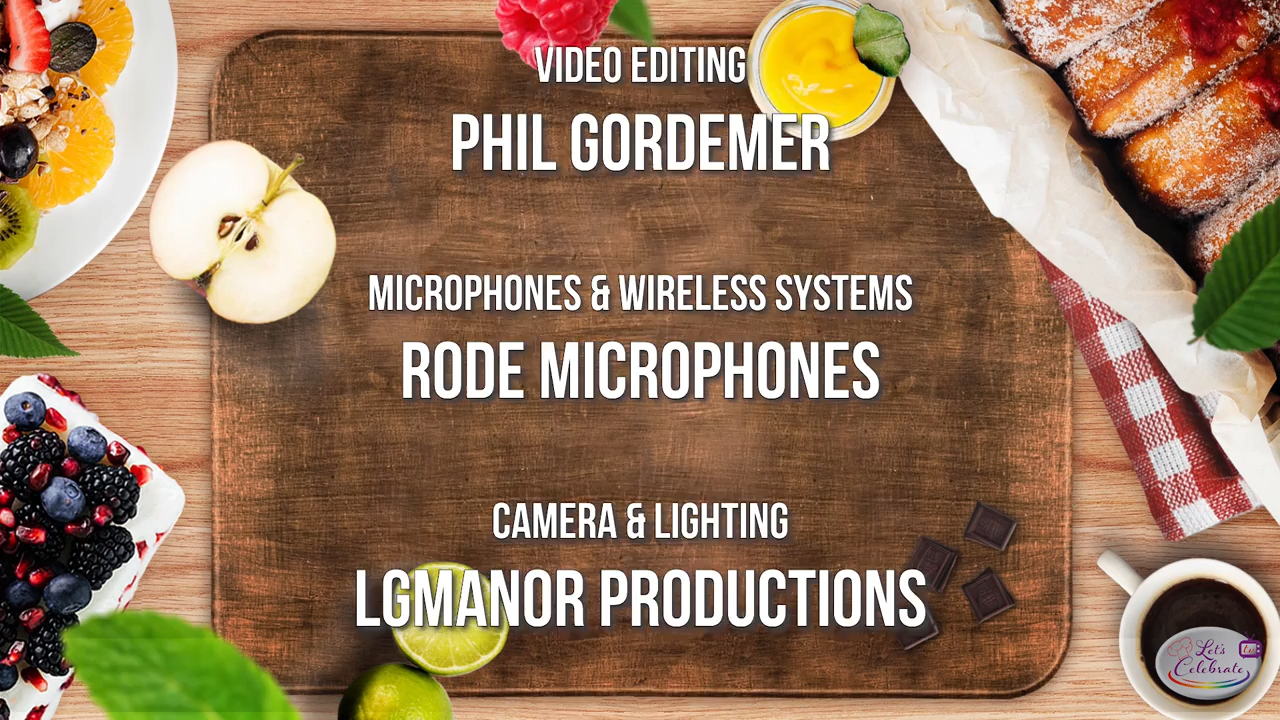 VIDEO EDITING
PHIL GORDEMER
MICROPHONES & WIRELESS SYSTEMS
RODE MICROPHONES
CAMERA & LIGHTING
LGMANOR PRODUCTIONS
Let's
Celebrate